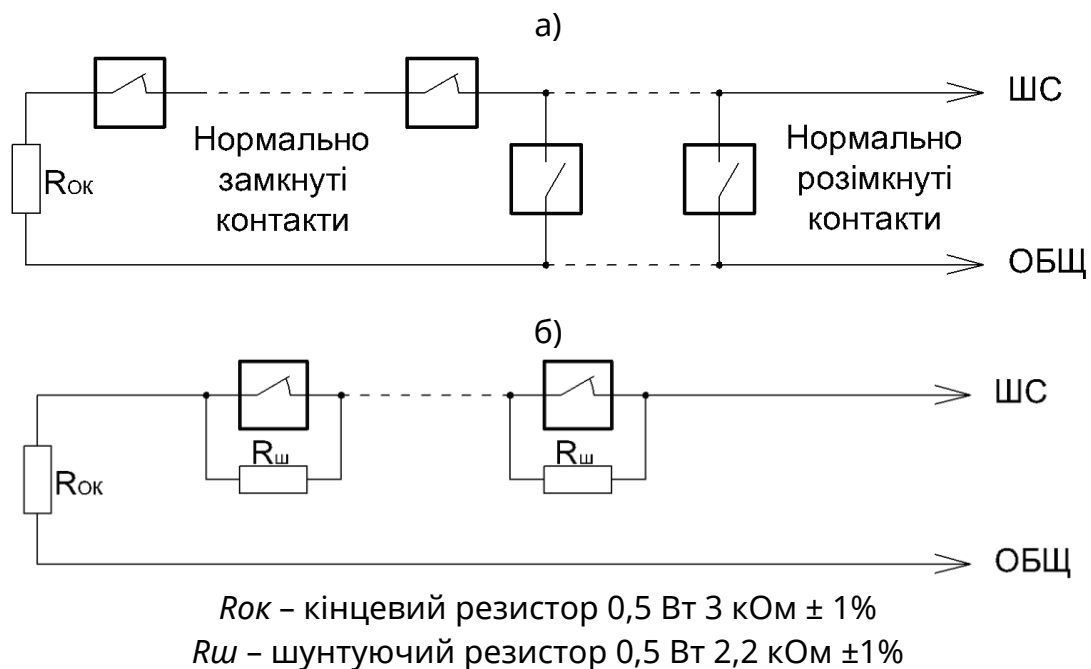 а)
ШС
Rок
Нормально
замкнуті
контакти
Нормально
розімкнуті
контакти
ОБЩ
б)
ШС
Rш
Rш
Rок
ОБЩ
Rок – кінцевий резистор 0,5 Вт 3 кОм ± 1%
Rш – шунтуючий резистор 0,5 Вт 2,2 кОм ±1%